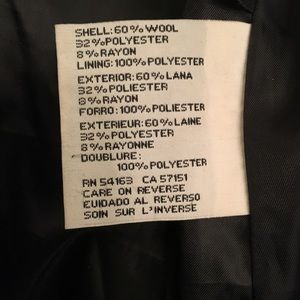 SHELL: 60% WOOL
32% POLYESTER
8% RAYON
LINING: 100% POLYESTER
EXTERIOR: 60% LANA
32% POLIESTER
8% RAYON
FORRO: 100% POLIESTER
EXTERIEUR: 60% LAINE
32% POLYESTER
8% RAYONNE
DOUBLURE:
100% POLYESTER
RN 54163 CA 57151
CARE ON REVERSE
EUIDADO AL REVERSO
SOIN SUR L'INVERSE